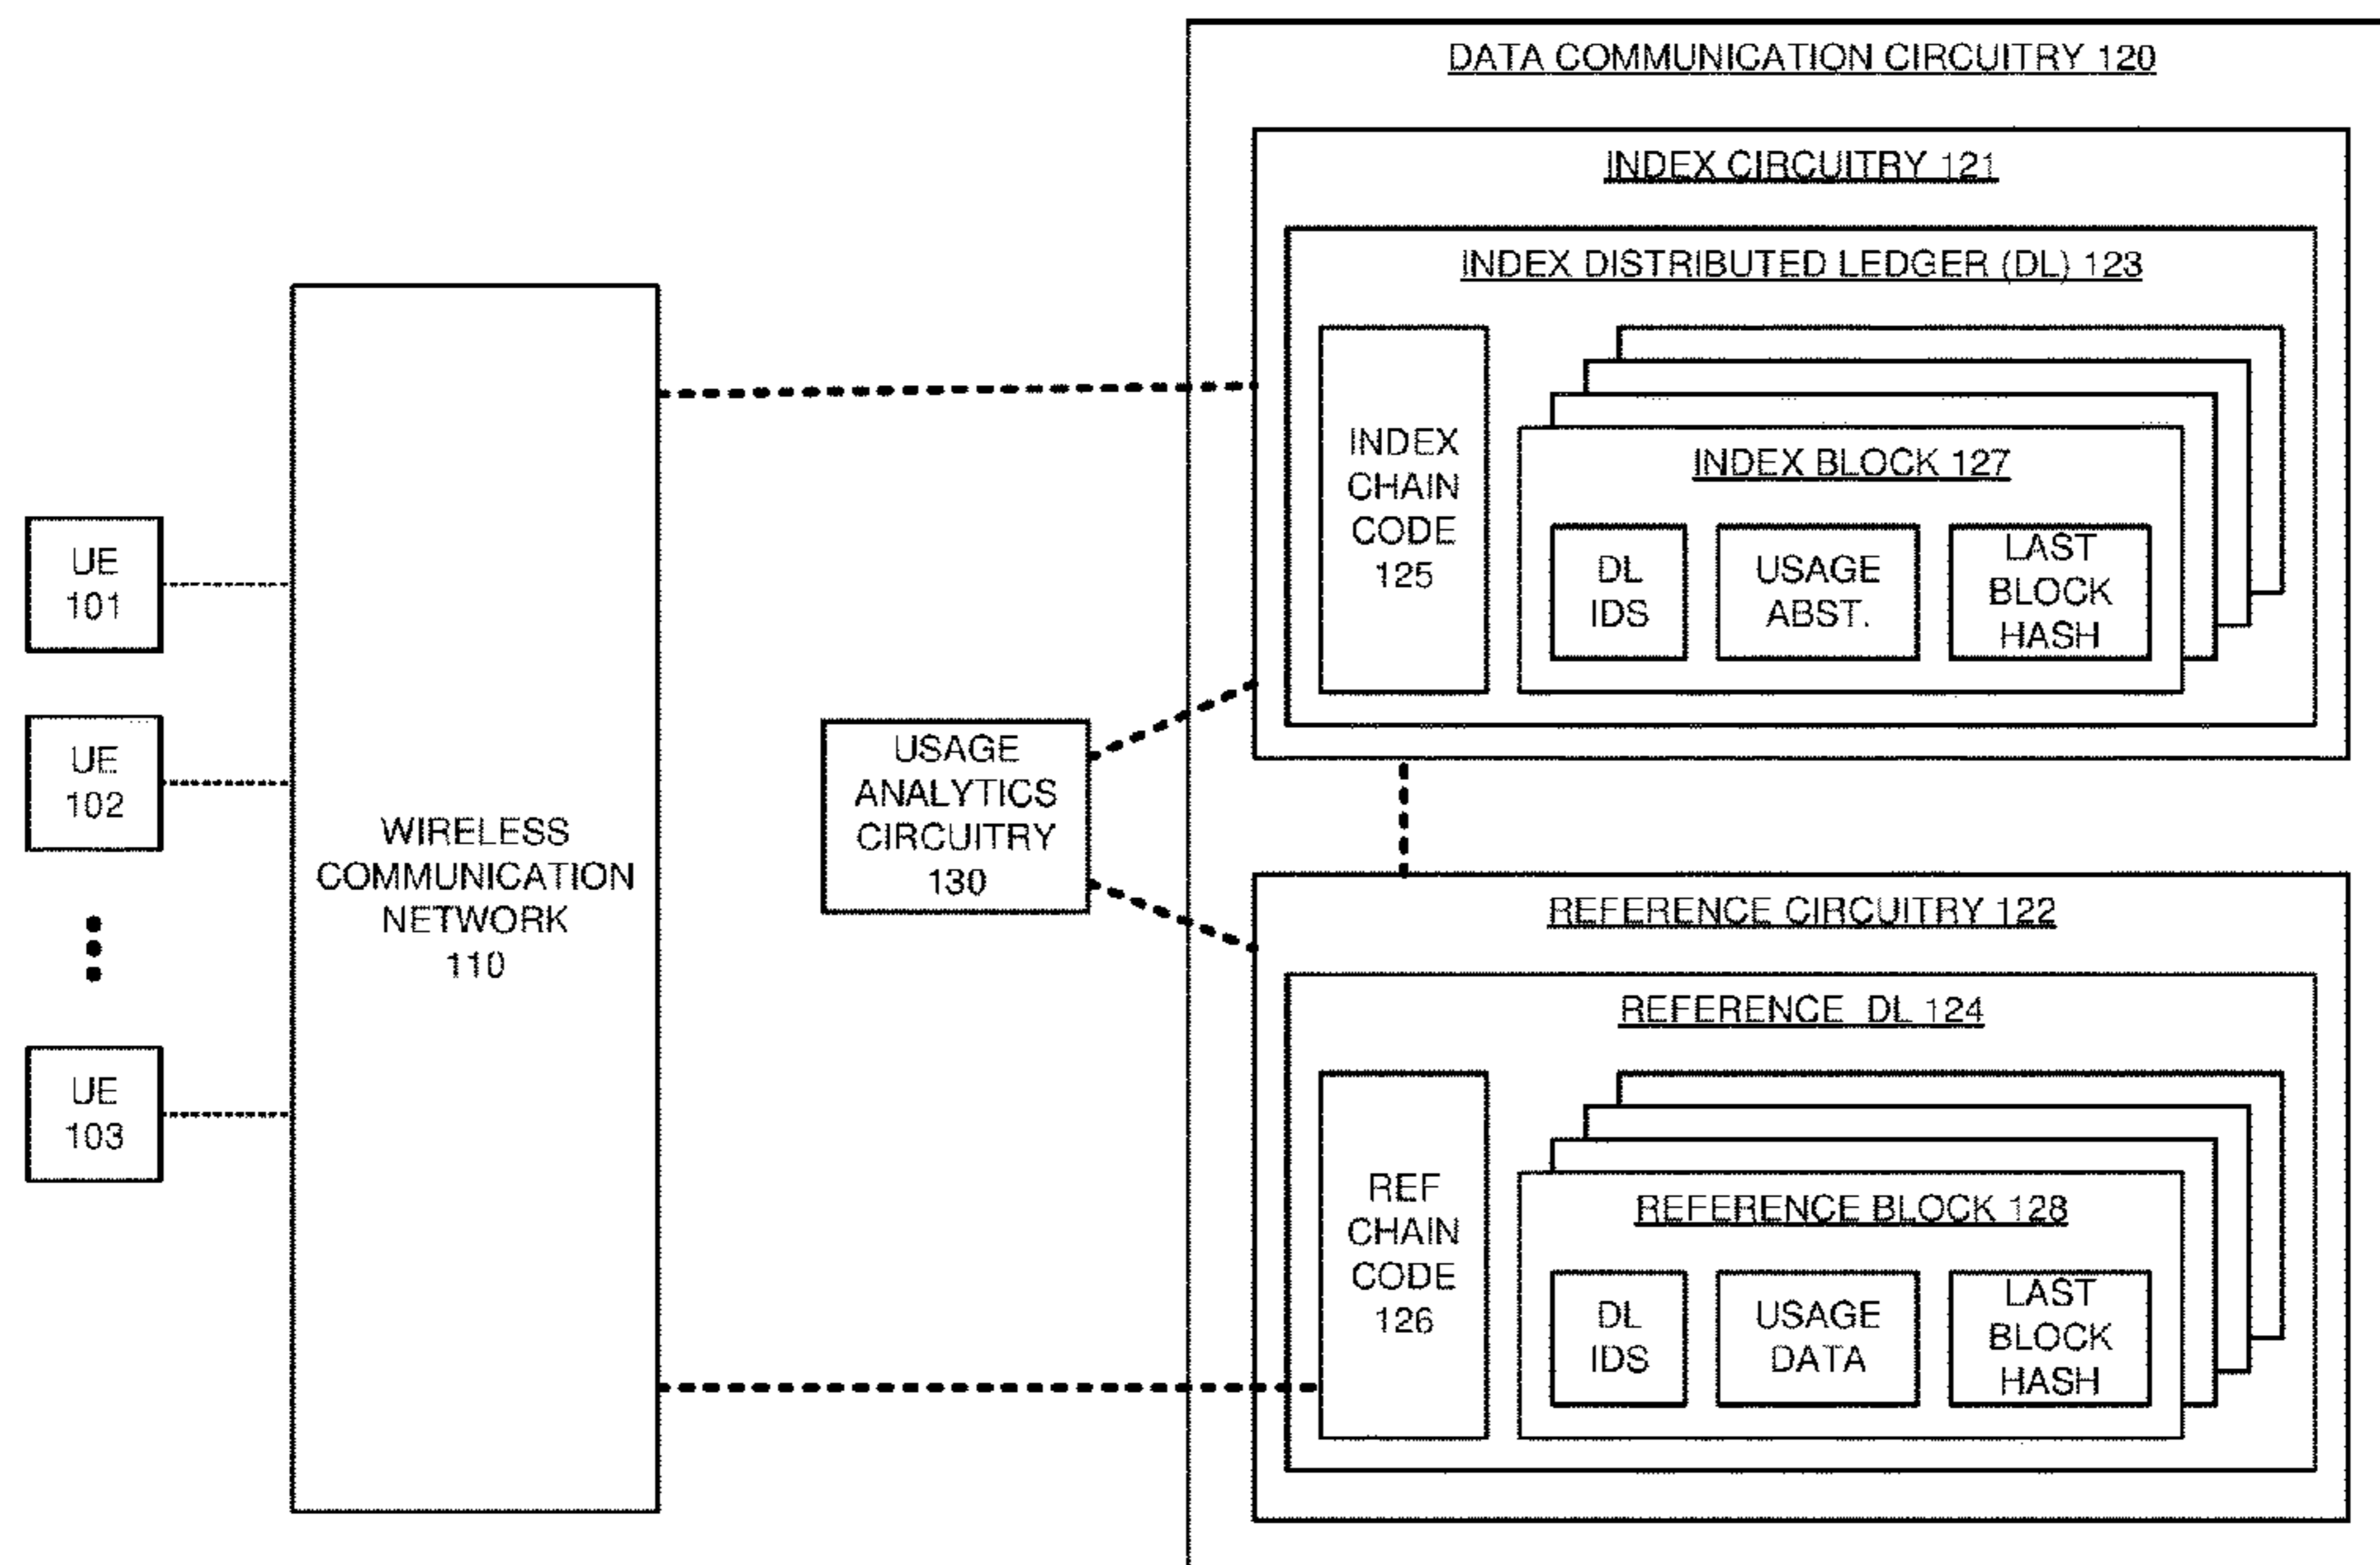 DATA COMMUNICATION CIRCUITRY 120
INDEX CIRCUITRY 121
INDEX DISTRIBUTED LEDGER (DL) 123
INDEX
CHAIN
CODE
125
INDEX BLOCK 127
DL
IDS
USAGE
ABST.
LAST
BLOCK
HASH
UE
101
UE
102
UE
103
WIRELESS
COMMUNICATION
NETWORK
110
USAGE
ANALYTICS
CIRCUITRY
130
REFERENCE CIRCUITRY 122
REFERENCE DL 124
REF
CHAIN
CODE
126
REFERENCE BLOCK 128
DL
IDS
USAGE
DATA
LAST
BLOCK
HASH